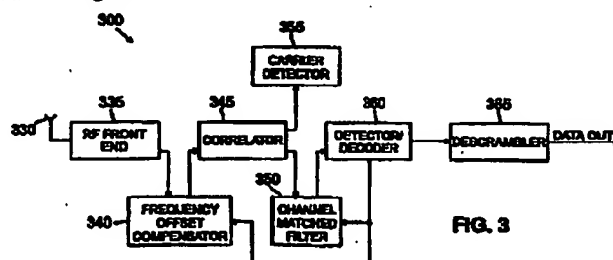 300
355
CARRIER
DETECTOR
330
335
RF FRONT
END
345
CORRELATOR
360
DETECTOR/
DECODER
365
DESCRAMBLER
DATA OUT
340
FREQUENCY
OFFSET
COMPENSATOR
350
CHANNEL
MATCHED
FILTER
FIG. 3